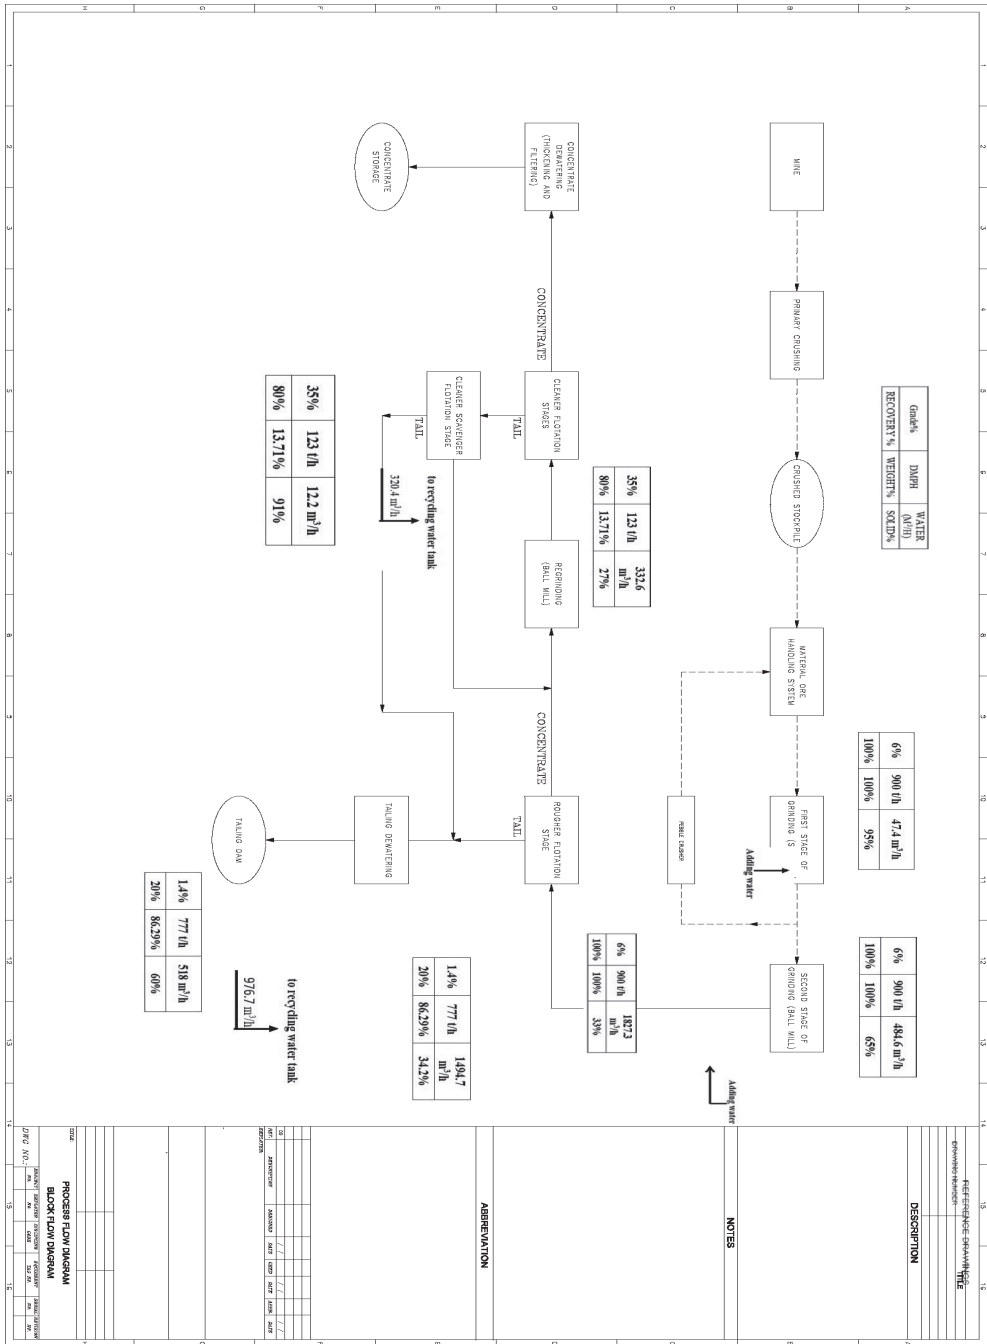 MINE
PRIMARY CRUSHING
CRUSHED STOCKPILE
MATERIAL ORE
HANDLING SYSTEM
FIRST STAGE OF
GRINDING (S
SECOND STAGE OF
GRINDING (BALL MILL)
PEBBLE CRUSHER
Adding water
Adding water
Grade% DMPH WATER (M³/H)
RECOVERY % WEIGHT% SOLID%
6% 900 t/h 47.4 m³/h
100% 100% 95%
6% 900 t/h 484.6 m³/h
100% 100% 65%
6% 900 t/h 1827.3 m³/h
100% 100% 33%
CONCENTRATE
DEWATERING
(THICKENING AND
FILTERING)
CONCENTRATE
CLEANER FLOTATION
STAGES
REGRINDING
(BALL MILL)
CONCENTRATE
ROUGHER FLOTATION
STAGE
35% 123 t/h 332.6 m³/h
80% 13.71% 27%
TAIL
TAIL
CONCENTRATE
STORAGE
CLEANER SCAVENGER
FLOTATION STAGE
TAIL
to recycling water tank
320.4 m³/h
TAILING DEWATERING
1.4% 777 t/h 1494.7 m³/h
20% 86.29% 34.2%
35% 123 t/h 12.2 m³/h
80% 13.71% 91%
TAILING DAM
to recycling water tank
976.7 m³/h
1.4% 777 t/h 518 m³/h
20% 86.29% 60%
REFERENCE DRAWINGS
DRAWING NUMBER TITLE
DESCRIPTION
NOTES
ABBREVIATION
TITLE:
PROCESS FLOW DIAGRAM
BLOCK FLOW DIAGRAM
DWG NO.: